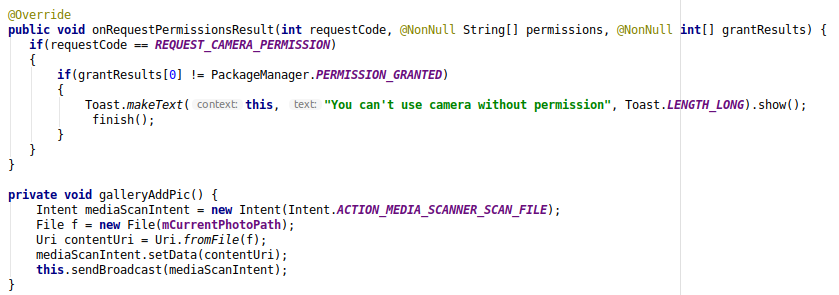 @Override
public void onRequestPermissionsResult(int requestCode, @NonNull String[] permissions, @NonNull int[] grantResults) {
if(requestCode == REQUEST_CAMERA_PERMISSION)
{
if(grantResults[0] != PackageManager.PERMISSION_GRANTED)
{
Toast.makeText( context: this, text: "You can't use camera without permission", Toast.LENGTH_LONG).show();
finish();
}
}
}
private void galleryAddPic() {
Intent mediaScanIntent = new Intent(Intent.ACTION_MEDIA_SCANNER_SCAN_FILE);
File f = new File(mCurrentPhotoPath);
Uri contentUri = Uri.fromFile(f);
mediaScanIntent.setData(contentUri);
this.sendBroadcast(mediaScanIntent);
}